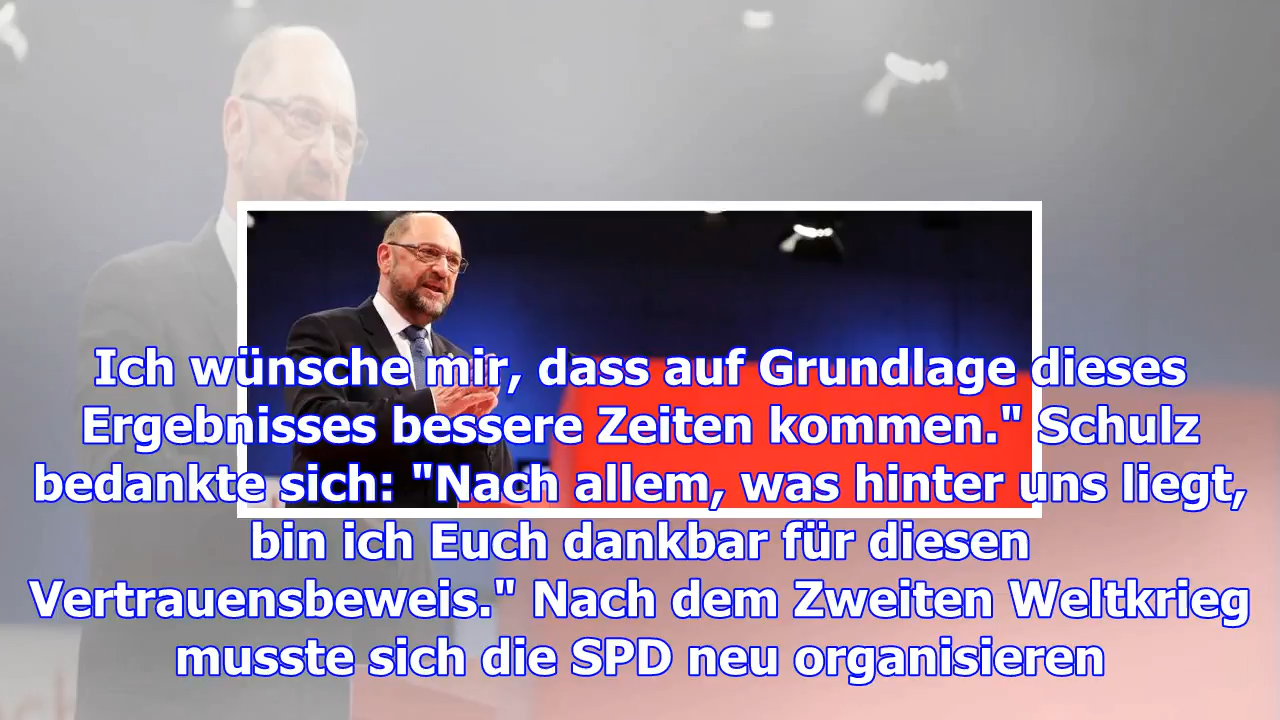 Ich wünsche mir, dass auf Grundlage dieses
Ergebnisses bessere Zeiten kommen." Schulz
bedankte sich: "Nach allem, was hinter uns liegt,
bin ich Euch dankbar für diesen
Vertrauensbeweis." Nach dem Zweiten Weltkrieg
musste sich die SPD neu organisieren